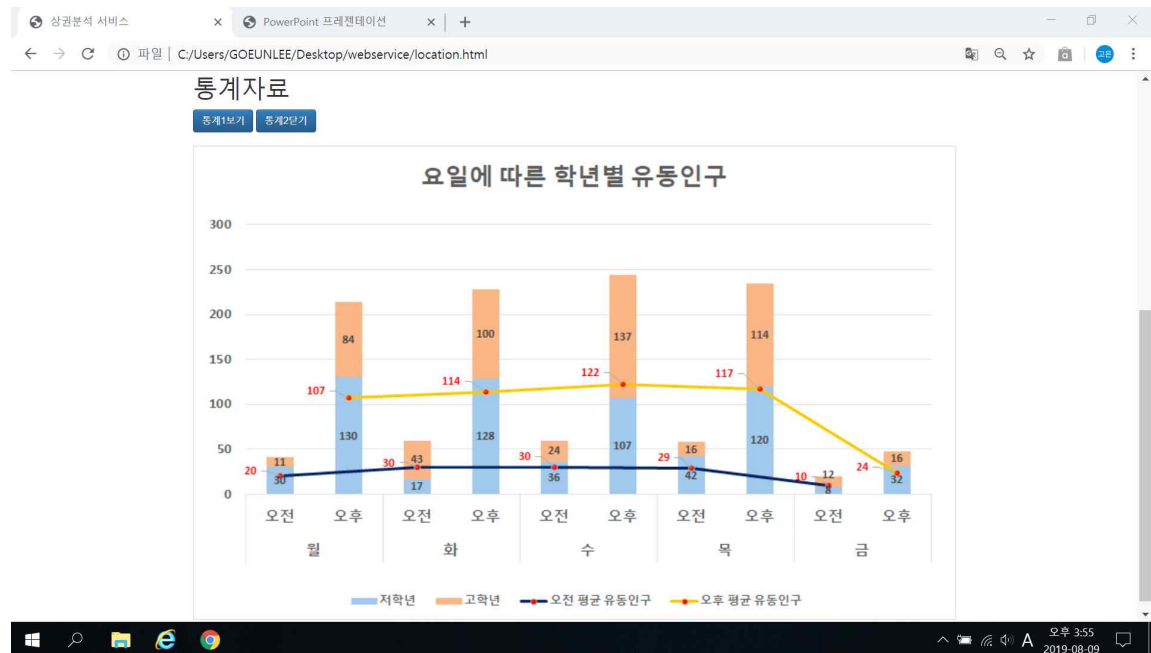 상권분석 서비스
PowerPoint 프레젠테이션
파일 | C:/Users/GOEUNLEE/Desktop/webservice/location.html
고은
통계자료
통계1보기 통계2닫기
요일에 따른 학년별 유동인구
300
250
200
150
100
50
0
11 30 20
84 130 107
43 17 30
100 128 114
24 36 30
137 107 122
16 42 29
114 120 117
12 8 10
16 32 24
오전 오후 오전 오후 오전 오후 오전 오후 오전 오후
월 화 수 목 금
저학년 고학년 오전 평균 유동인구 오후 평균 유동인구
A 오후 3:55
2019-08-09